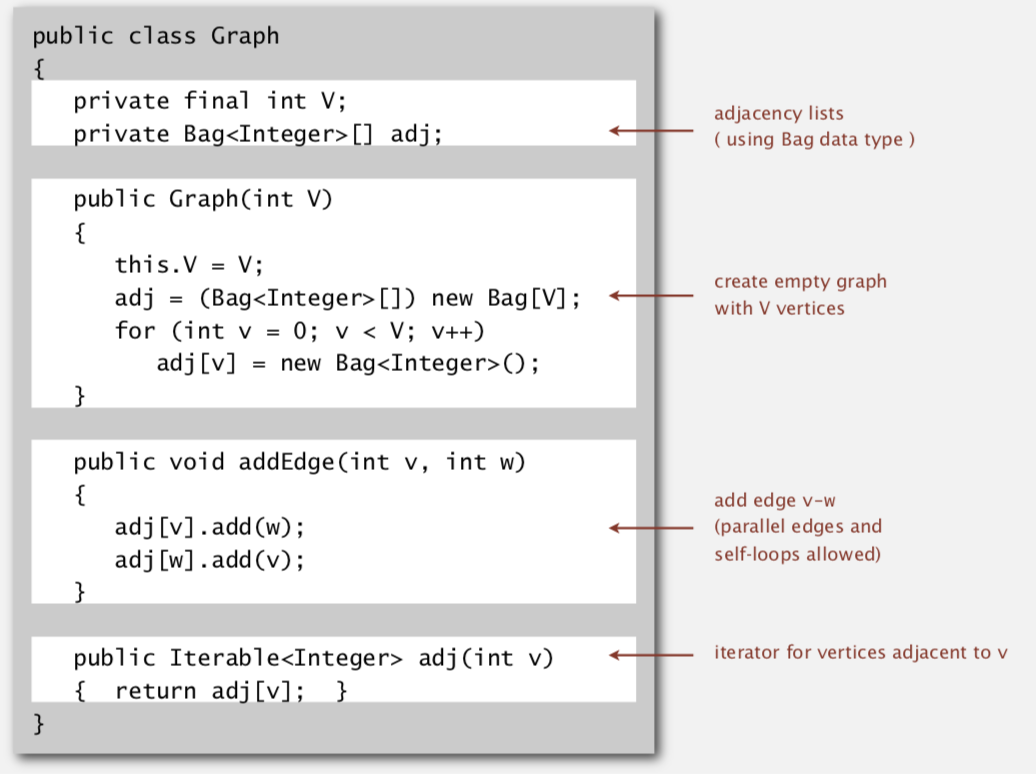 public class Graph
{
private final int V;
private Bag<Integer>[] adj;
adjacency lists
( using Bag data type )
public Graph(int V)
{
this.V = V;
adj = (Bag<Integer>[]) new Bag[V];
for (int v = 0; v < V; v++)
adj[v] = new Bag<Integer>();
}
create empty graph
with V vertices
public void addEdge(int v, int w)
{
adj[v].add(w);
adj[w].add(v);
}
add edge v-w
(parallel edges and
self-loops allowed)
public Iterable<Integer> adj(int v)
{ return adj[v]; }
}
iterator for vertices adjacent to v